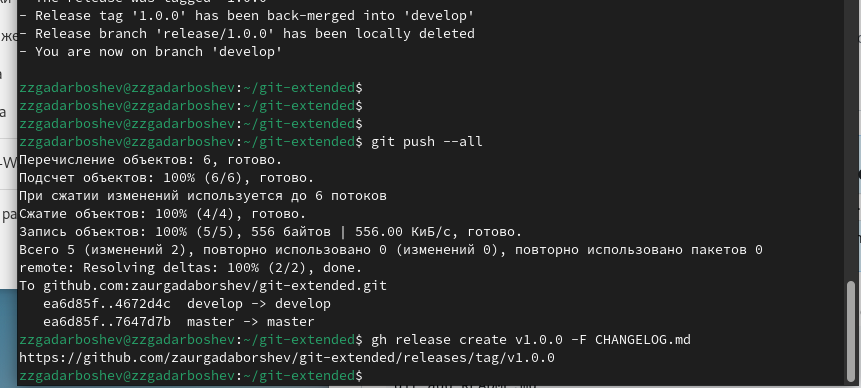 - Release tag '1.0.0' has been back-merged into 'develop'
- Release branch 'release/1.0.0' has been locally deleted
- You are now on branch 'develop'
zzgadarboshev@zzgadarboshev:~/git-extended$
zzgadarboshev@zzgadarboshev:~/git-extended$
zzgadarboshev@zzgadarboshev:~/git-extended$
zzgadarboshev@zzgadarboshev:~/git-extended$ git push --all
Перечисление объектов: 6, готово.
Подсчет объектов: 100% (6/6), готово.
При сжатии изменений используется до 6 потоков
Сжатие объектов: 100% (4/4), готово.
Запись объектов: 100% (5/5), 556 байтов | 556.00 КиБ/с, готово.
Всего 5 (изменений 2), повторно использовано 0 (изменений 0), повторно использовано пакетов 0
remote: Resolving deltas: 100% (2/2), done.
To github.com:zaurgadaborshev/git-extended.git
ea6d85f..4672d4c  develop -> develop
ea6d85f..7647d7b  master -> master
zzgadarboshev@zzgadarboshev:~/git-extended$ gh release create v1.0.0 -F CHANGELOG.md
https://github.com/zaurgadaborshev/git-extended/releases/tag/v1.0.0
zzgadarboshev@zzgadarboshev:~/git-extended$